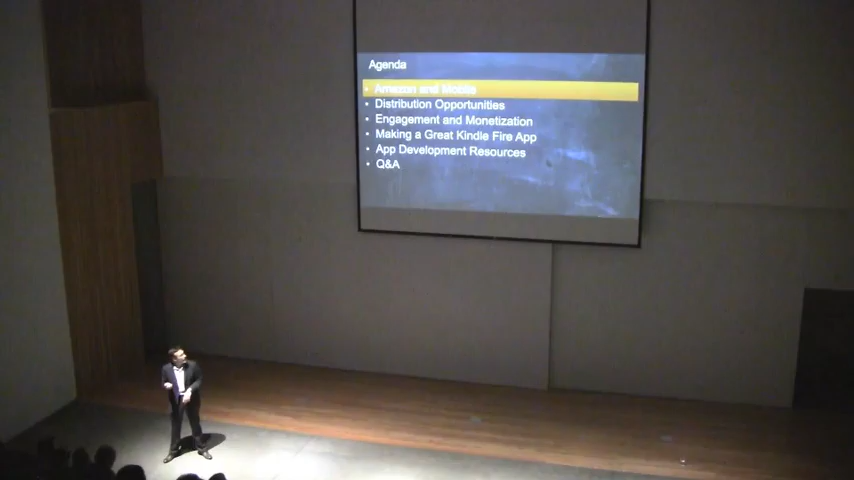 Agenda
• Amazon and Mobile
• Distribution Opportunities
• Engagement and Monetization
• Making a Great Kindle Fire App
• App Development Resources
• Q&A